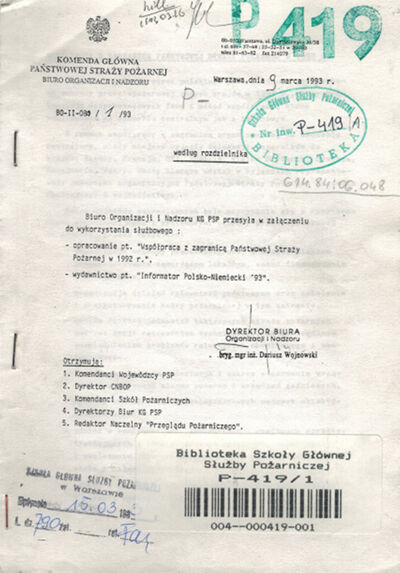 P-419
KOMENDA GŁÓWNA
PAŃSTWOWEJ STRAŻY POŻARNEJ
BIURO ORGANIZACJI I NADZORU
Warszawa, dnia 9 marca 1993 r.
BO-II-080/1/93
P-
Szkoła Główna Służby Pożarniczej
Nr inw. P-419/1
BIBLIOTEKA
według rozdzielnika
614.84:06.048
Biuro Organizacji i Nadzoru KG PSP przesyła w załączeniu
do wykorzystania służbowego :
- opracowanie pt. "Współpraca z zagranicą Państwowej Straży
Pożarnej w 1992 r.".
- wydawnictwo pt. "Informator Polsko-Niemiecki '93".
DYREKTOR BIURA
Organizacji i Nadzoru
bryg. mgr inż. Dariusz Wojnowski
Otrzymują:
1. Komendanci Wojewódzcy PSP
2. Dyrektor CNBOP
3. Komendanci Szkół Pożarniczych
4. Dyrektorzy Biur KG PSP
5. Redaktor Naczelny "Przeglądu Pożarniczego".
Biblioteka Szkoły Głównej
Służby Pożarniczej
P-419/1
004--000419-001
SZKOŁA GŁÓWNA SŁUŻBY POŻAR
w Warszawie
15.03